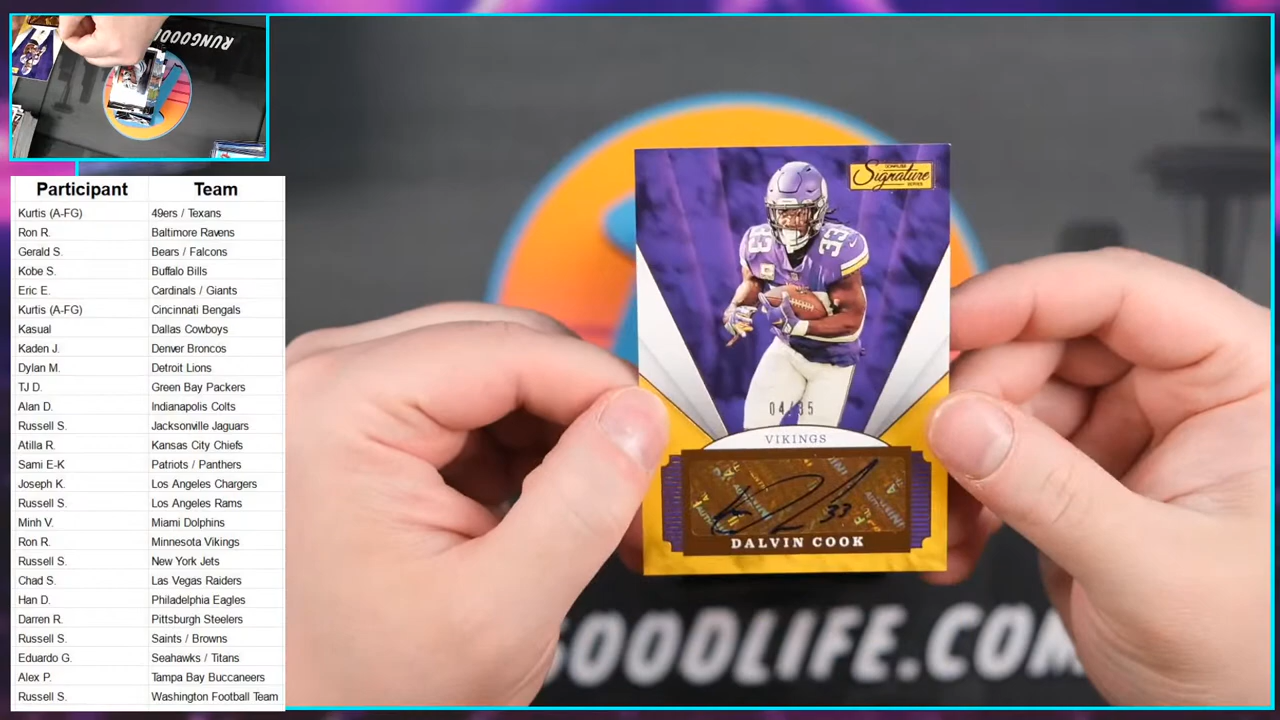 RUNGOODLIFE
Participant Team
Kurtis (A-FG) 49ers / Texans
Ron R. Baltimore Ravens
Gerald S. Bears / Falcons
Kobe S. Buffalo Bills
Eric E. Cardinals / Giants
Kurtis (A-FG) Cincinnati Bengals
Kasual Dallas Cowboys
Kaden J. Denver Broncos
Dylan M. Detroit Lions
TJ D. Green Bay Packers
Alan D. Indianapolis Colts
Russell S. Jacksonville Jaguars
Atilla R. Kansas City Chiefs
Sami E-K Patriots / Panthers
Joseph K. Los Angeles Chargers
Russell S. Los Angeles Rams
Minh V. Miami Dolphins
Ron R. Minnesota Vikings
Russell S. New York Jets
Chad S. Las Vegas Raiders
Han D. Philadelphia Eagles
Darren R. Pittsburgh Steelers
Russell S. Saints / Browns
Eduardo G. Seahawks / Titans
Alex P. Tampa Bay Buccaneers
Russell S. Washington Football Team
Signature
SERIES
33 33
VIKINGS
33
DALVIN COOK
GOODLIFE.COM